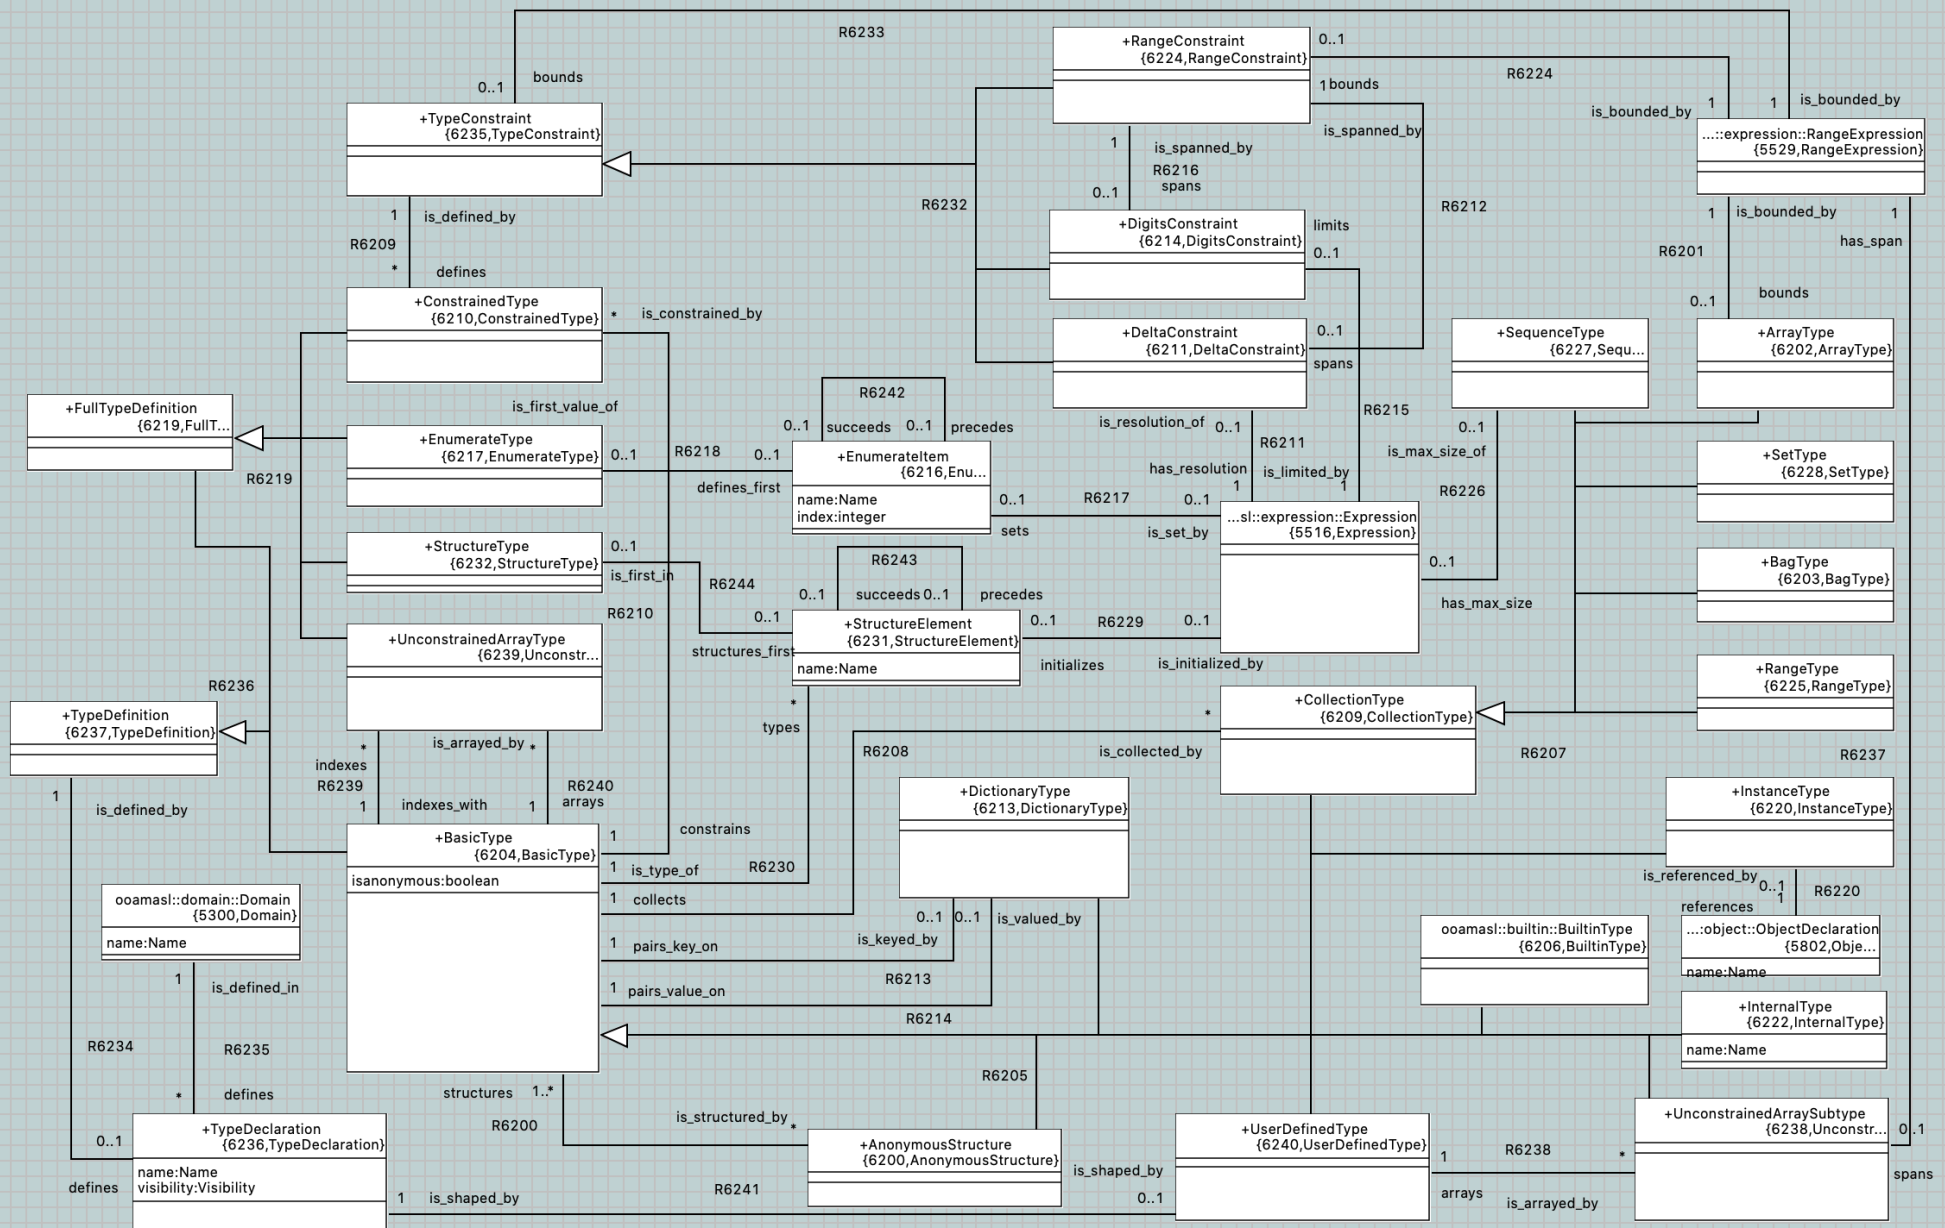 R6233
+RangeConstraint
{6224,RangeConstraint}
0..1
R6224
bounds
0..1
1 bounds
is_bounded_by
1
1
is_bounded_by
+TypeConstraint
{6235,TypeConstraint}
is_spanned_by
...::expression::RangeExpression
{5529,RangeExpression}
1
is_spanned_by
R6216
spans
0..1
R6232
R6212
1
is_defined_by
R6209
*
defines
+DigitsConstraint
{6214,DigitsConstraint}
limits
0..1
1
is_bounded_by
1
has_span
R6201
bounds
0..1
+ConstrainedType
{6210,ConstrainedType}
*
is_constrained_by
+DeltaConstraint
{6211,DeltaConstraint}
0..1
spans
+SequenceType
{6227,Sequ...
+ArrayType
{6202,ArrayType}
R6242
+FullTypeDefinition
{6219,FullT...
is_first_value_of
0..1
succeeds
0..1
precedes
is_resolution_of
0..1
R6215
0..1
is_max_size_of
R6211
+EnumerateType
{6217,EnumerateType}
0..1
R6218
0..1
defines_first
+EnumerateItem
{6216,Enu...
name:Name
index:integer
has_resolution
1
is_limited_by
1
R6226
+SetType
{6228,SetType}
R6219
0..1
R6217
0..1
sets
is_set_by
...sl::expression::Expression
{5516,Expression}
+StructureType
{6232,StructureType}
0..1
is_first_in
R6243
0..1
has_max_size
+BagType
{6203,BagType}
R6244
0..1
succeeds
0..1
precedes
R6210
0..1
structures_first
+StructureElement
{6231,StructureElement}
name:Name
0..1
R6229
0..1
initializes
is_initialized_by
+UnconstrainedArrayType
{6239,Unconstr...
+RangeType
{6225,RangeType}
R6236
+TypeDefinition
{6237,TypeDefinition}
*
types
+CollectionType
{6209,CollectionType}
*
is_collected_by
R6208
R6207
R6237
*
indexes
R6239
1
is_arrayed_by
*
R6240
arrays
indexes_with
1
1
is_defined_by
+DictionaryType
{6213,DictionaryType}
+InstanceType
{6220,InstanceType}
+BasicType
{6204,BasicType}
isanonymous:boolean
1
constrains
1
is_type_of
R6230
1
collects
is_referenced_by
0..1
1
R6220
references
ooamasl::domain::Domain
{5300,Domain}
name:Name
0..1
0..1
is_valued_by
is_keyed_by
1
pairs_key_on
ooamasl::builtin::BuiltinType
{6206,BuiltinType}
...:object::ObjectDeclaration
{5802,Obje...
name:Name
1
is_defined_in
R6213
1
pairs_value_on
R6214
+InternalType
{6222,InternalType}
name:Name
R6234
R6235
*
defines
R6205
structures
1..*
R6200
is_structured_by
*
0..1
defines
+TypeDeclaration
{6236,TypeDeclaration}
name:Name
visibility:Visibility
+AnonymousStructure
{6200,AnonymousStructure}
+UserDefinedType
{6240,UserDefinedType}
+UnconstrainedArraySubtype
{6238,Unconstr...
0..1
spans
1
R6238
*
arrays
is_arrayed_by
1
is_shaped_by
R6241
is_shaped_by
0..1